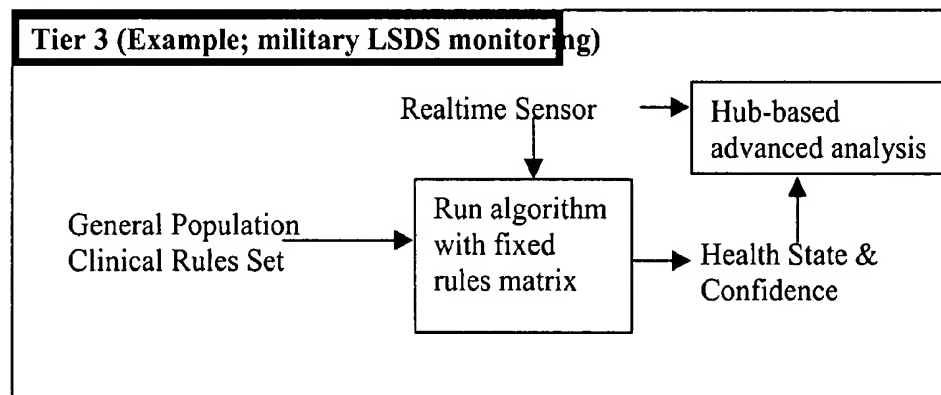 Tier 3 (Example; military LSDS monitoring)
Realtime Sensor
Hub-based
advanced analysis
General Population
Clinical Rules Set
Run algorithm
with fixed
rules matrix
Health State &
Confidence